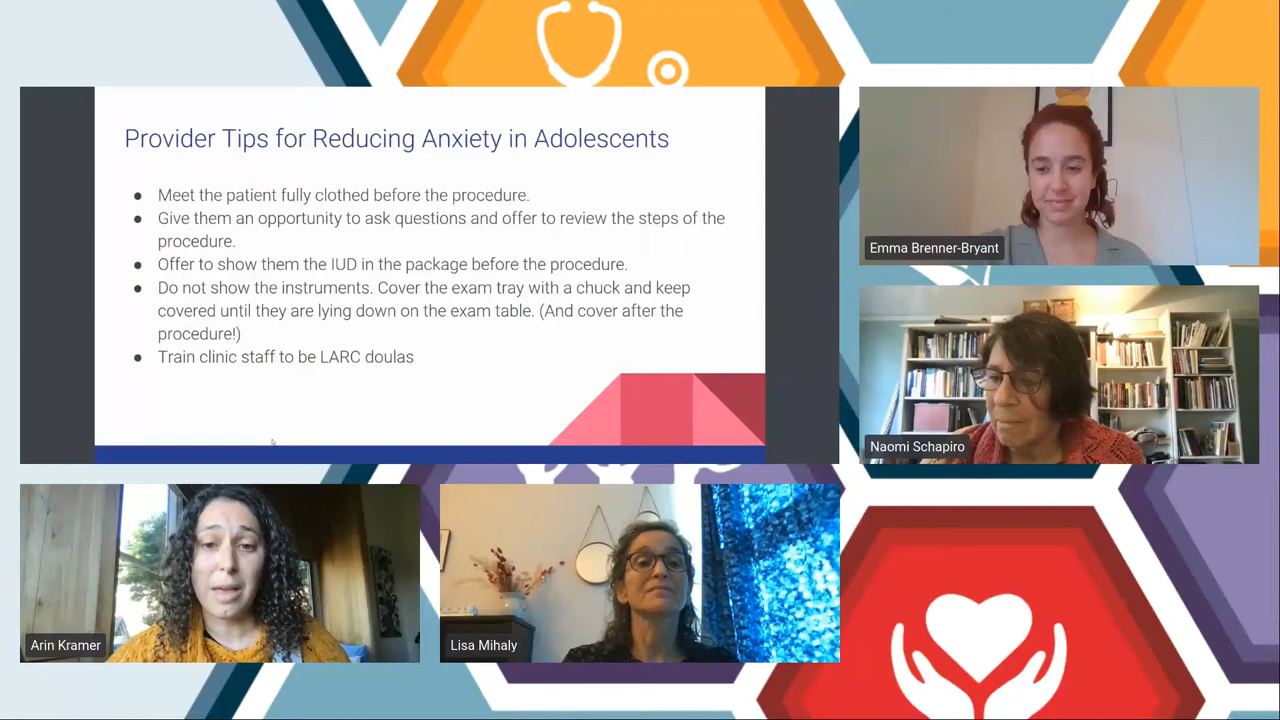 Provider Tips for Reducing Anxiety in Adolescents
● Meet the patient fully clothed before the procedure.
● Give them an opportunity to ask questions and offer to review the steps of the
procedure.
● Offer to show them the IUD in the package before the procedure.
● Do not show the instruments. Cover the exam tray with a chuck and keep
covered until they are lying down on the exam table. (And cover after the
procedure!)
● Train clinic staff to be LARC doulas
Emma Brenner-Bryant
Naomi Schapiro
Arin Kramer
Lisa Mihaly